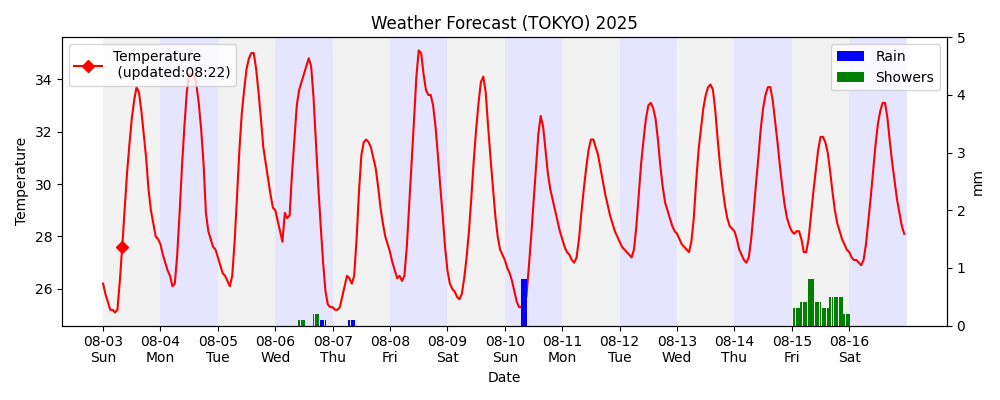 Weather Forecast (TOKYO) 2025
Temperature
(updated:08:22)
Rain
Showers
Temperature
34
32
30
28
26
5
4
3
2
1
0
mm
08-03 08-04 08-05 08-06 08-07 08-08 08-09 08-10 08-11 08-12 08-13 08-14 08-15 08-16
Sun Mon Tue Wed Thu Fri Sat Sun Mon Tue Wed Thu Fri Sat
Date